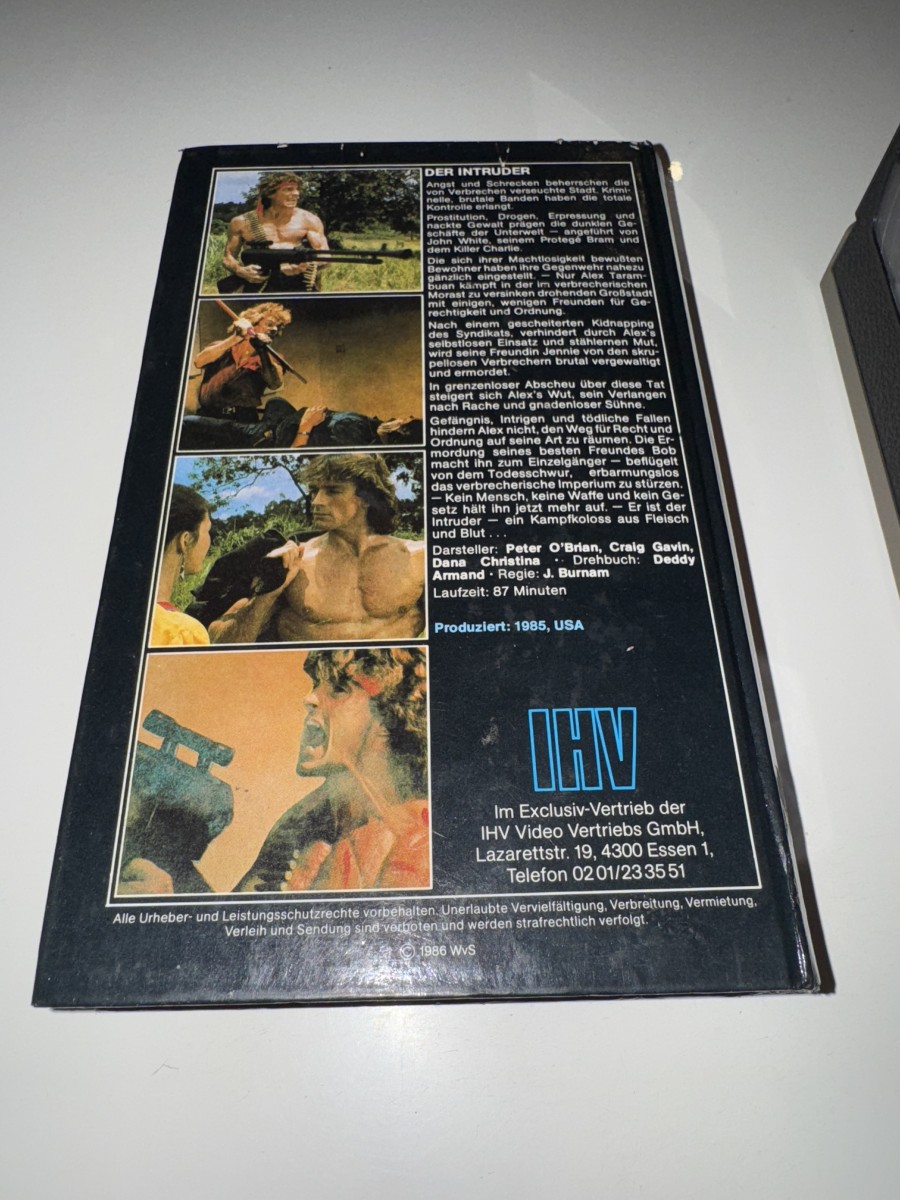 DER INTRUDER
Angst und Schrecken beherrschen die
von Verbrechen verseuchte Stadt. Krimi-
nelle, brutale Banden haben die totale
Kontrolle erlangt.
Prostitution, Drogen, Erpressung und
nackte Gewalt prägen die dunklen Ge-
schäfte der Unterwelt — angeführt von
John White, seinem Protegé Bram und
dem Killer Charlie.
Die sich ihrer Machtlosigkeit bewußten
Bewohner haben ihre Gegenwehr nahezu
gänzlich eingestellt. — Nur Alex Taram-
buan kämpft in der im verbrecherischen
Morast zu versinken drohenden Großstadt
mit einigen, wenigen Freunden für Ge-
rechtigkeit und Ordnung.
Nach einem gescheiterten Kidnapping
des Syndikats, verhindert durch Alex's
selbstlosen Einsatz und stählernen Mut,
wird seine Freundin Jennie von den skru-
pellosen Verbrechern brutal vergewaltigt
und ermordet.
In grenzenloser Abscheu über diese Tat
steigert sich Alex's Wut, sein Verlangen
nach Rache und gnadenloser Sühne.
Gefängnis, Intrigen und tödliche Fallen
hindern Alex nicht, den Weg für Recht und
Ordnung auf seine Art zu räumen. Die Er-
mordung seines besten Freundes Bob
macht ihn zum Einzelgänger — beflügelt
von dem Todesschwur, erbarmungslos
das verbrecherische Imperium zu stürzen.
— Kein Mensch, keine Waffe und kein Ge-
setz hält ihn jetzt mehr auf. — Er ist der
Intruder — ein Kampfkoloss aus Fleisch
und Blut . . .
Darsteller: Peter O'Brian, Craig Gavin,
Dana Christina · Drehbuch: Deddy
Armand · Regie: J. Burnam
Laufzeit: 87 Minuten
Produziert: 1985, USA
IHV
Im Exclusiv-Vertrieb der
IHV Video Vertriebs GmbH,
Lazarettstr. 19, 4300 Essen 1,
Telefon 02 01/23 35 51
Alle Urheber- und Leistungsschutzrechte vorbehalten. Unerlaubte Vervielfältigung, Verbreitung, Vermietung,
Verleih und Sendung sind verboten und werden strafrechtlich verfolgt.
© 1986 WvS